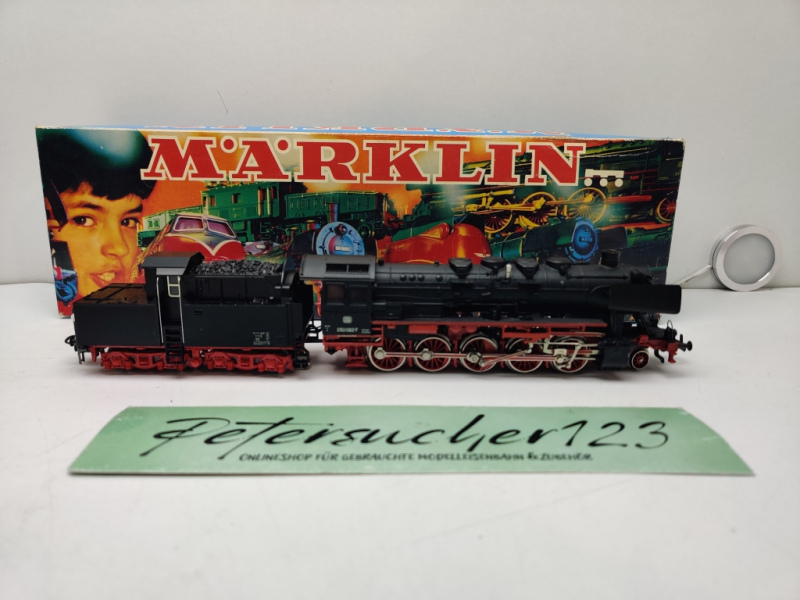 MÄRKLIN
Petersucher123
ONLINESHOP FÜR GEBRAUCHTE MODELLEISENBAHN & ZUBEHÖR